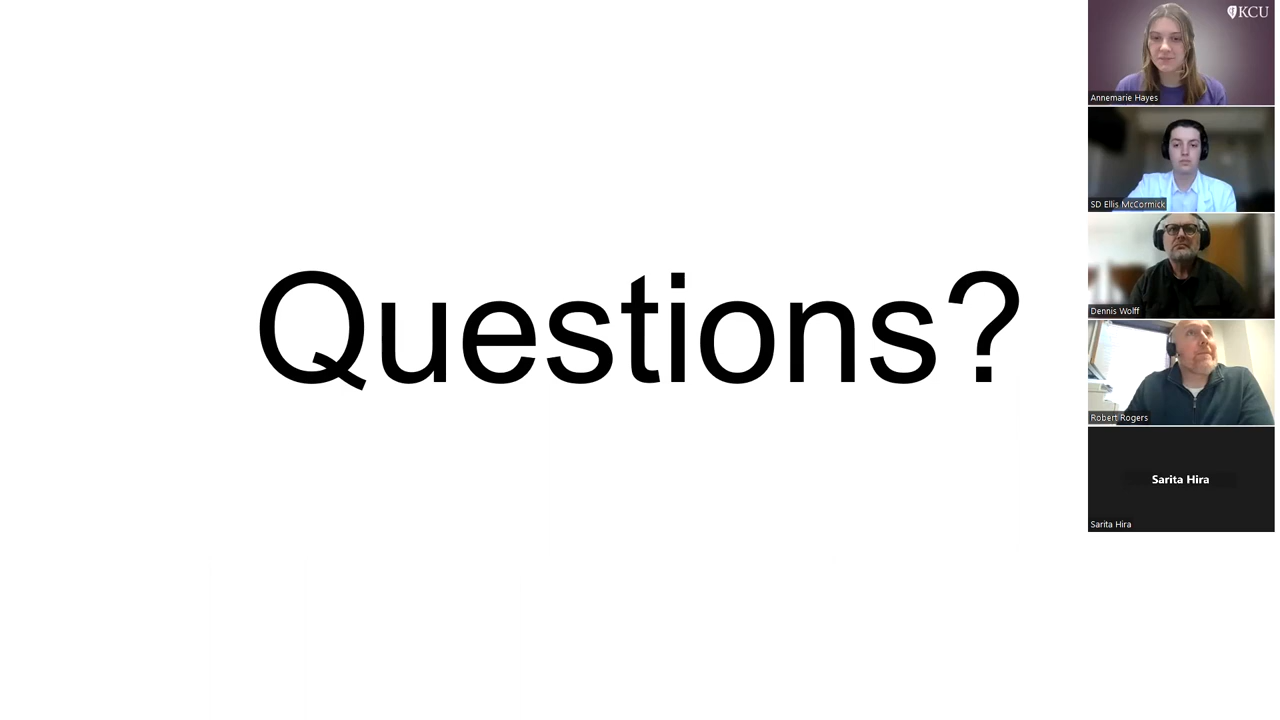 Questions?
KCU
Annemarie Hayes
SD Ellis McCormick
Dennis Wolff
Robert Rogers
Sarita Hira
Sarita Hira